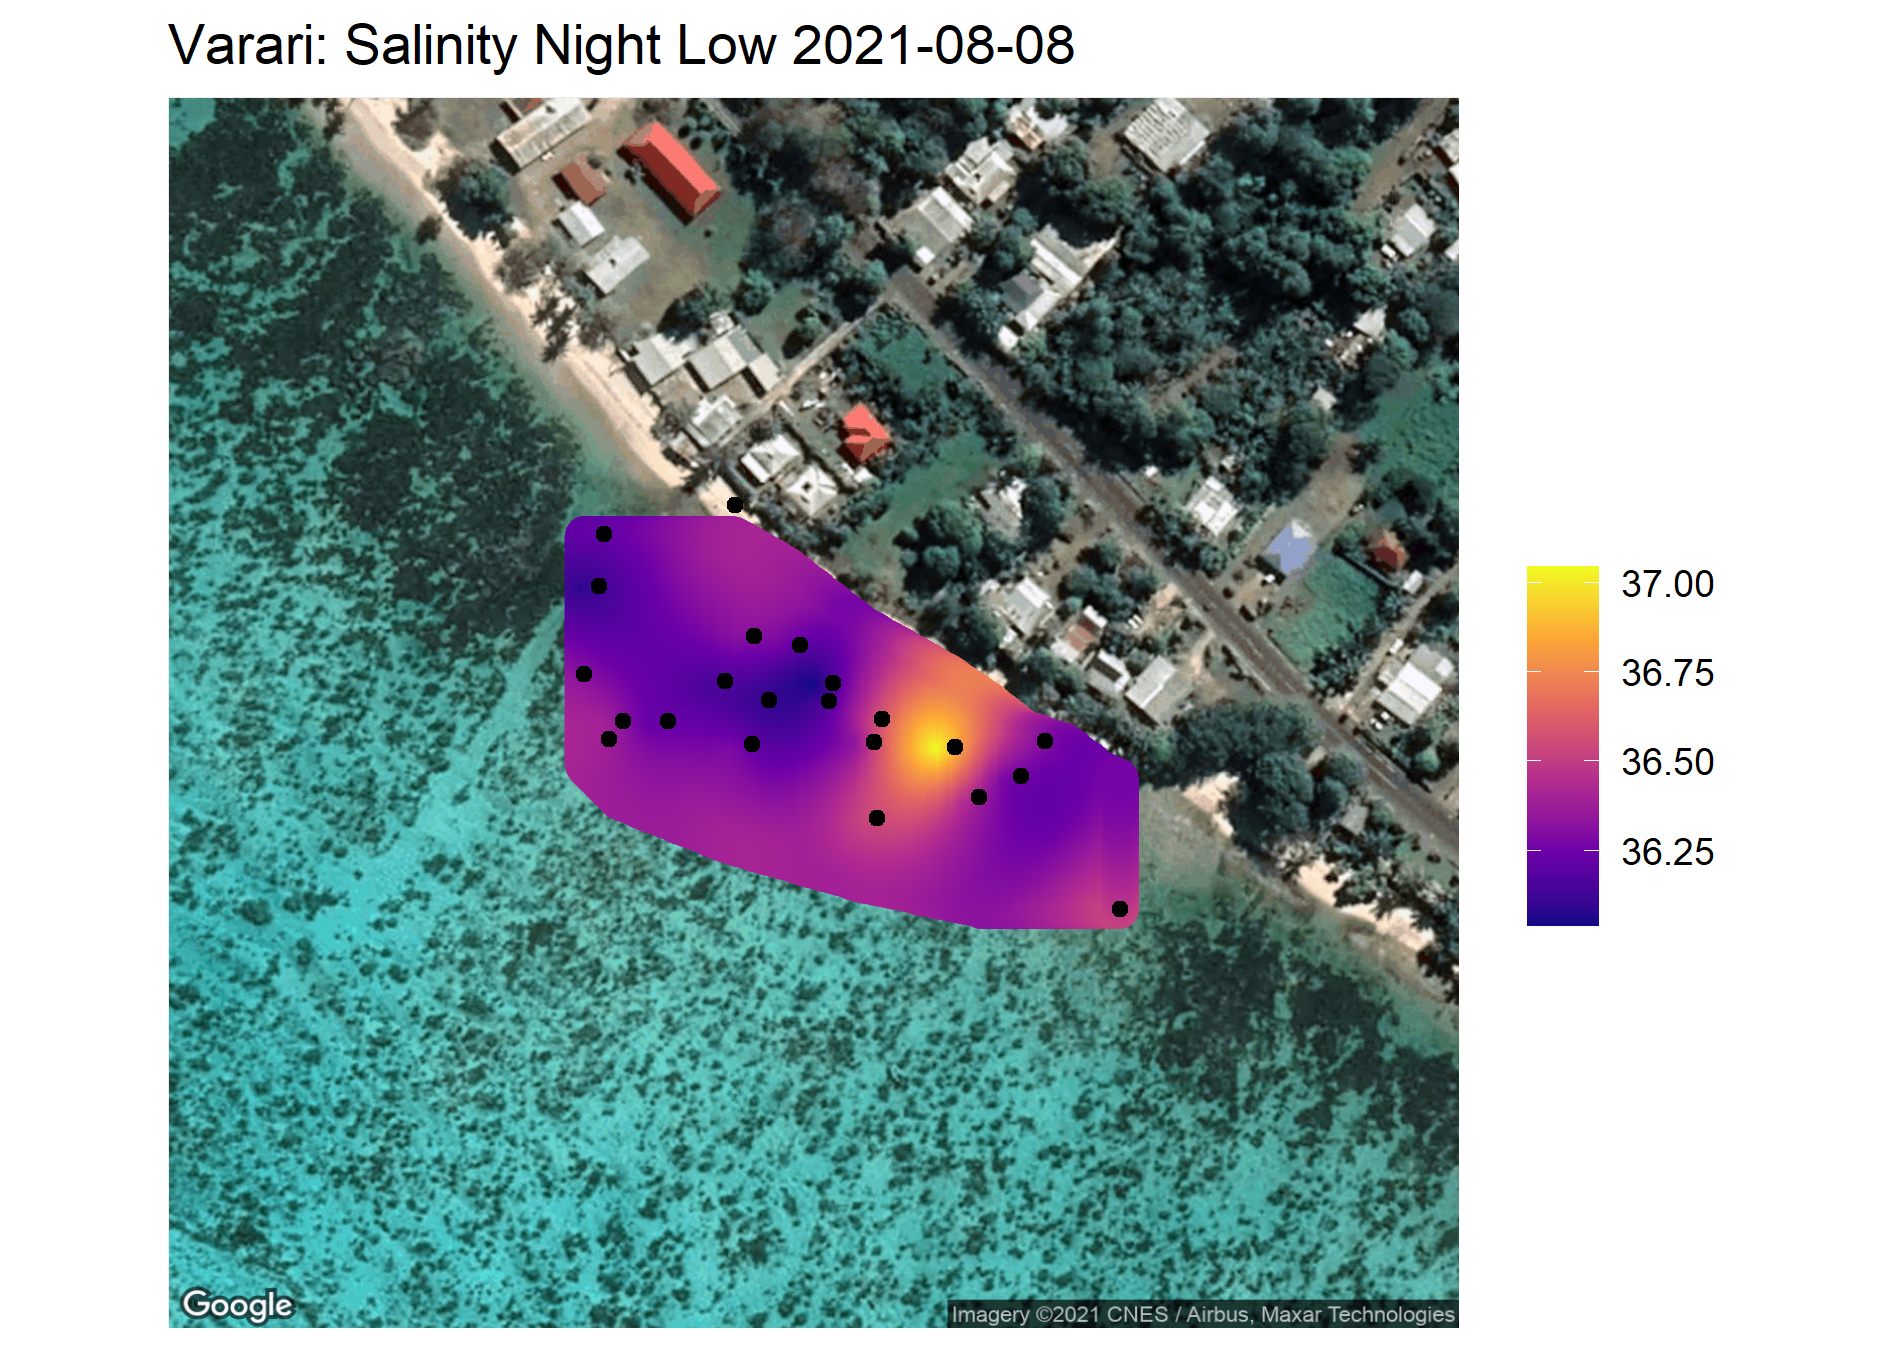 Varari: Salinity Night Low 2021-08-08
37.00
36.75
36.50
36.25
Google
Imagery ©2021 CNES / Airbus, Maxar Technologies